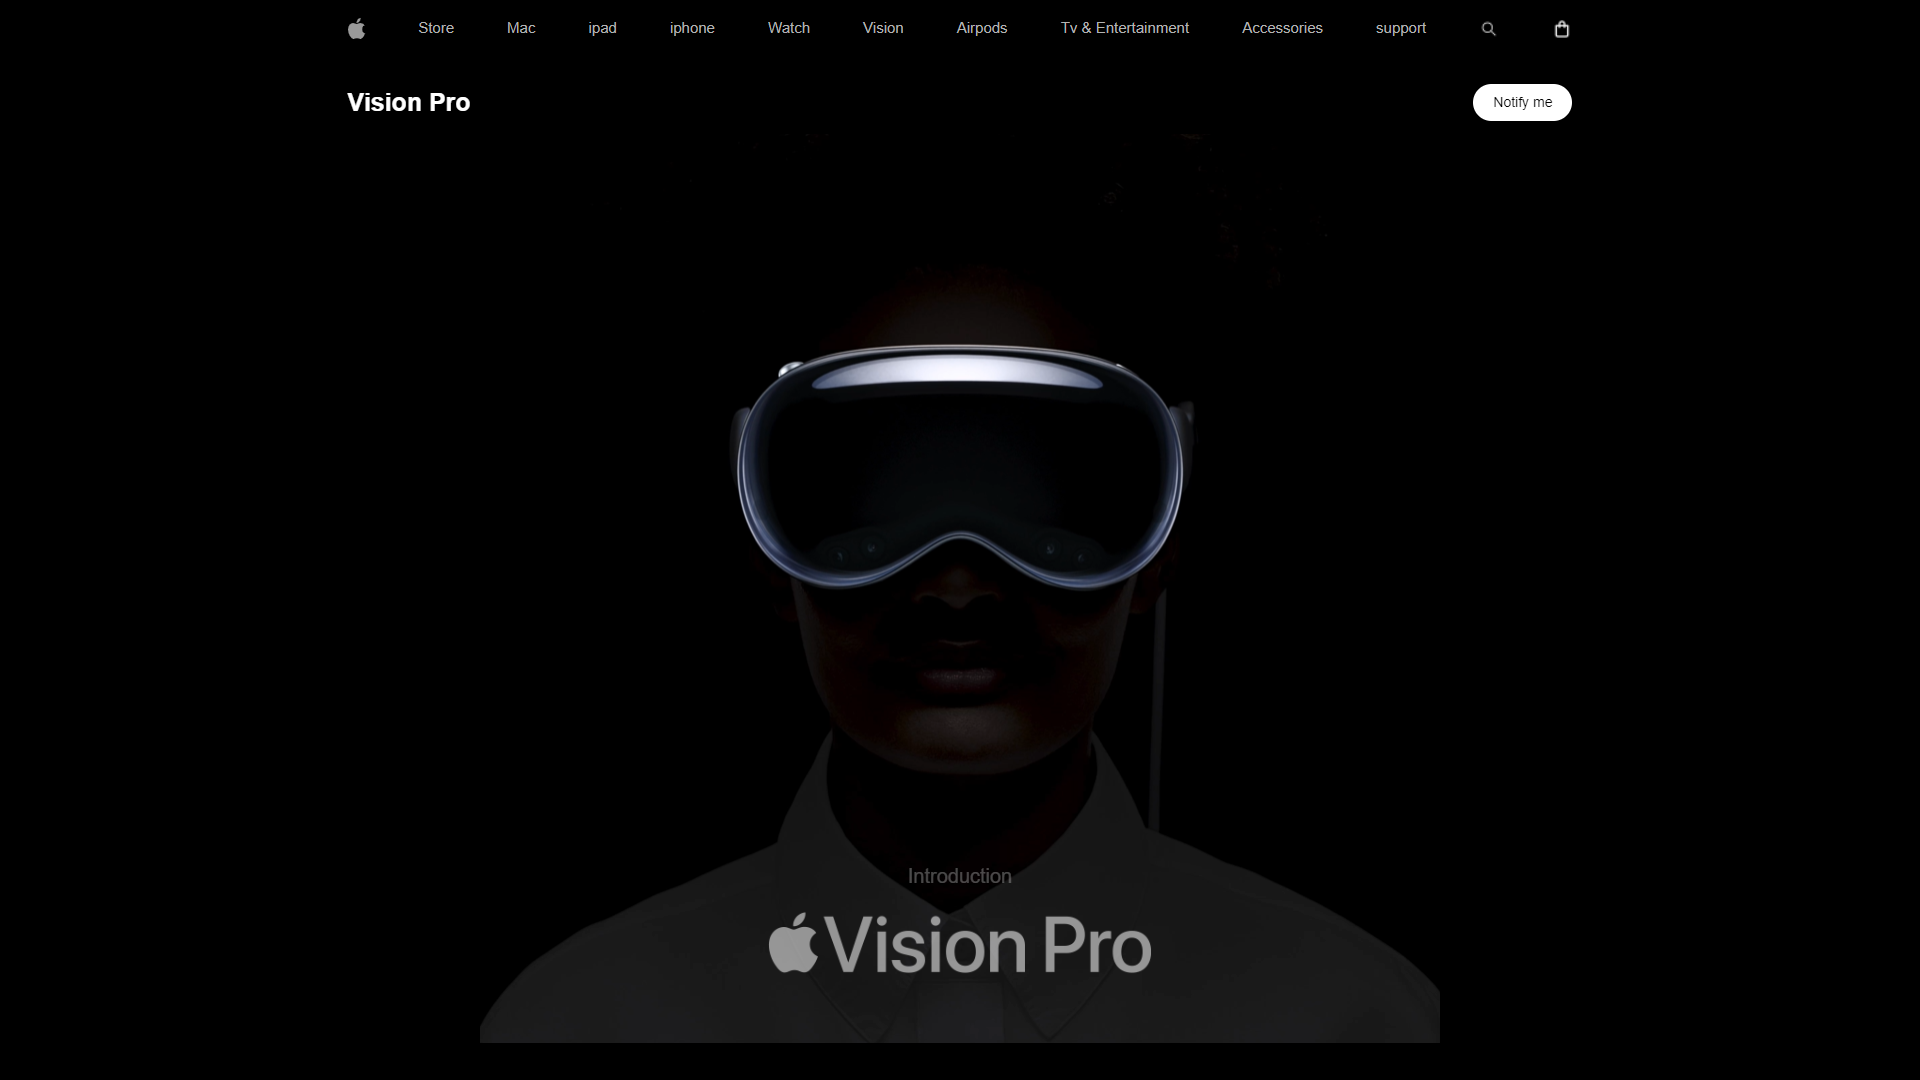 Store Mac ipad iphone Watch Vision Airpods Tv & Entertainment Accessories support
Vision Pro
Notify me
Introduction
Vision Pro